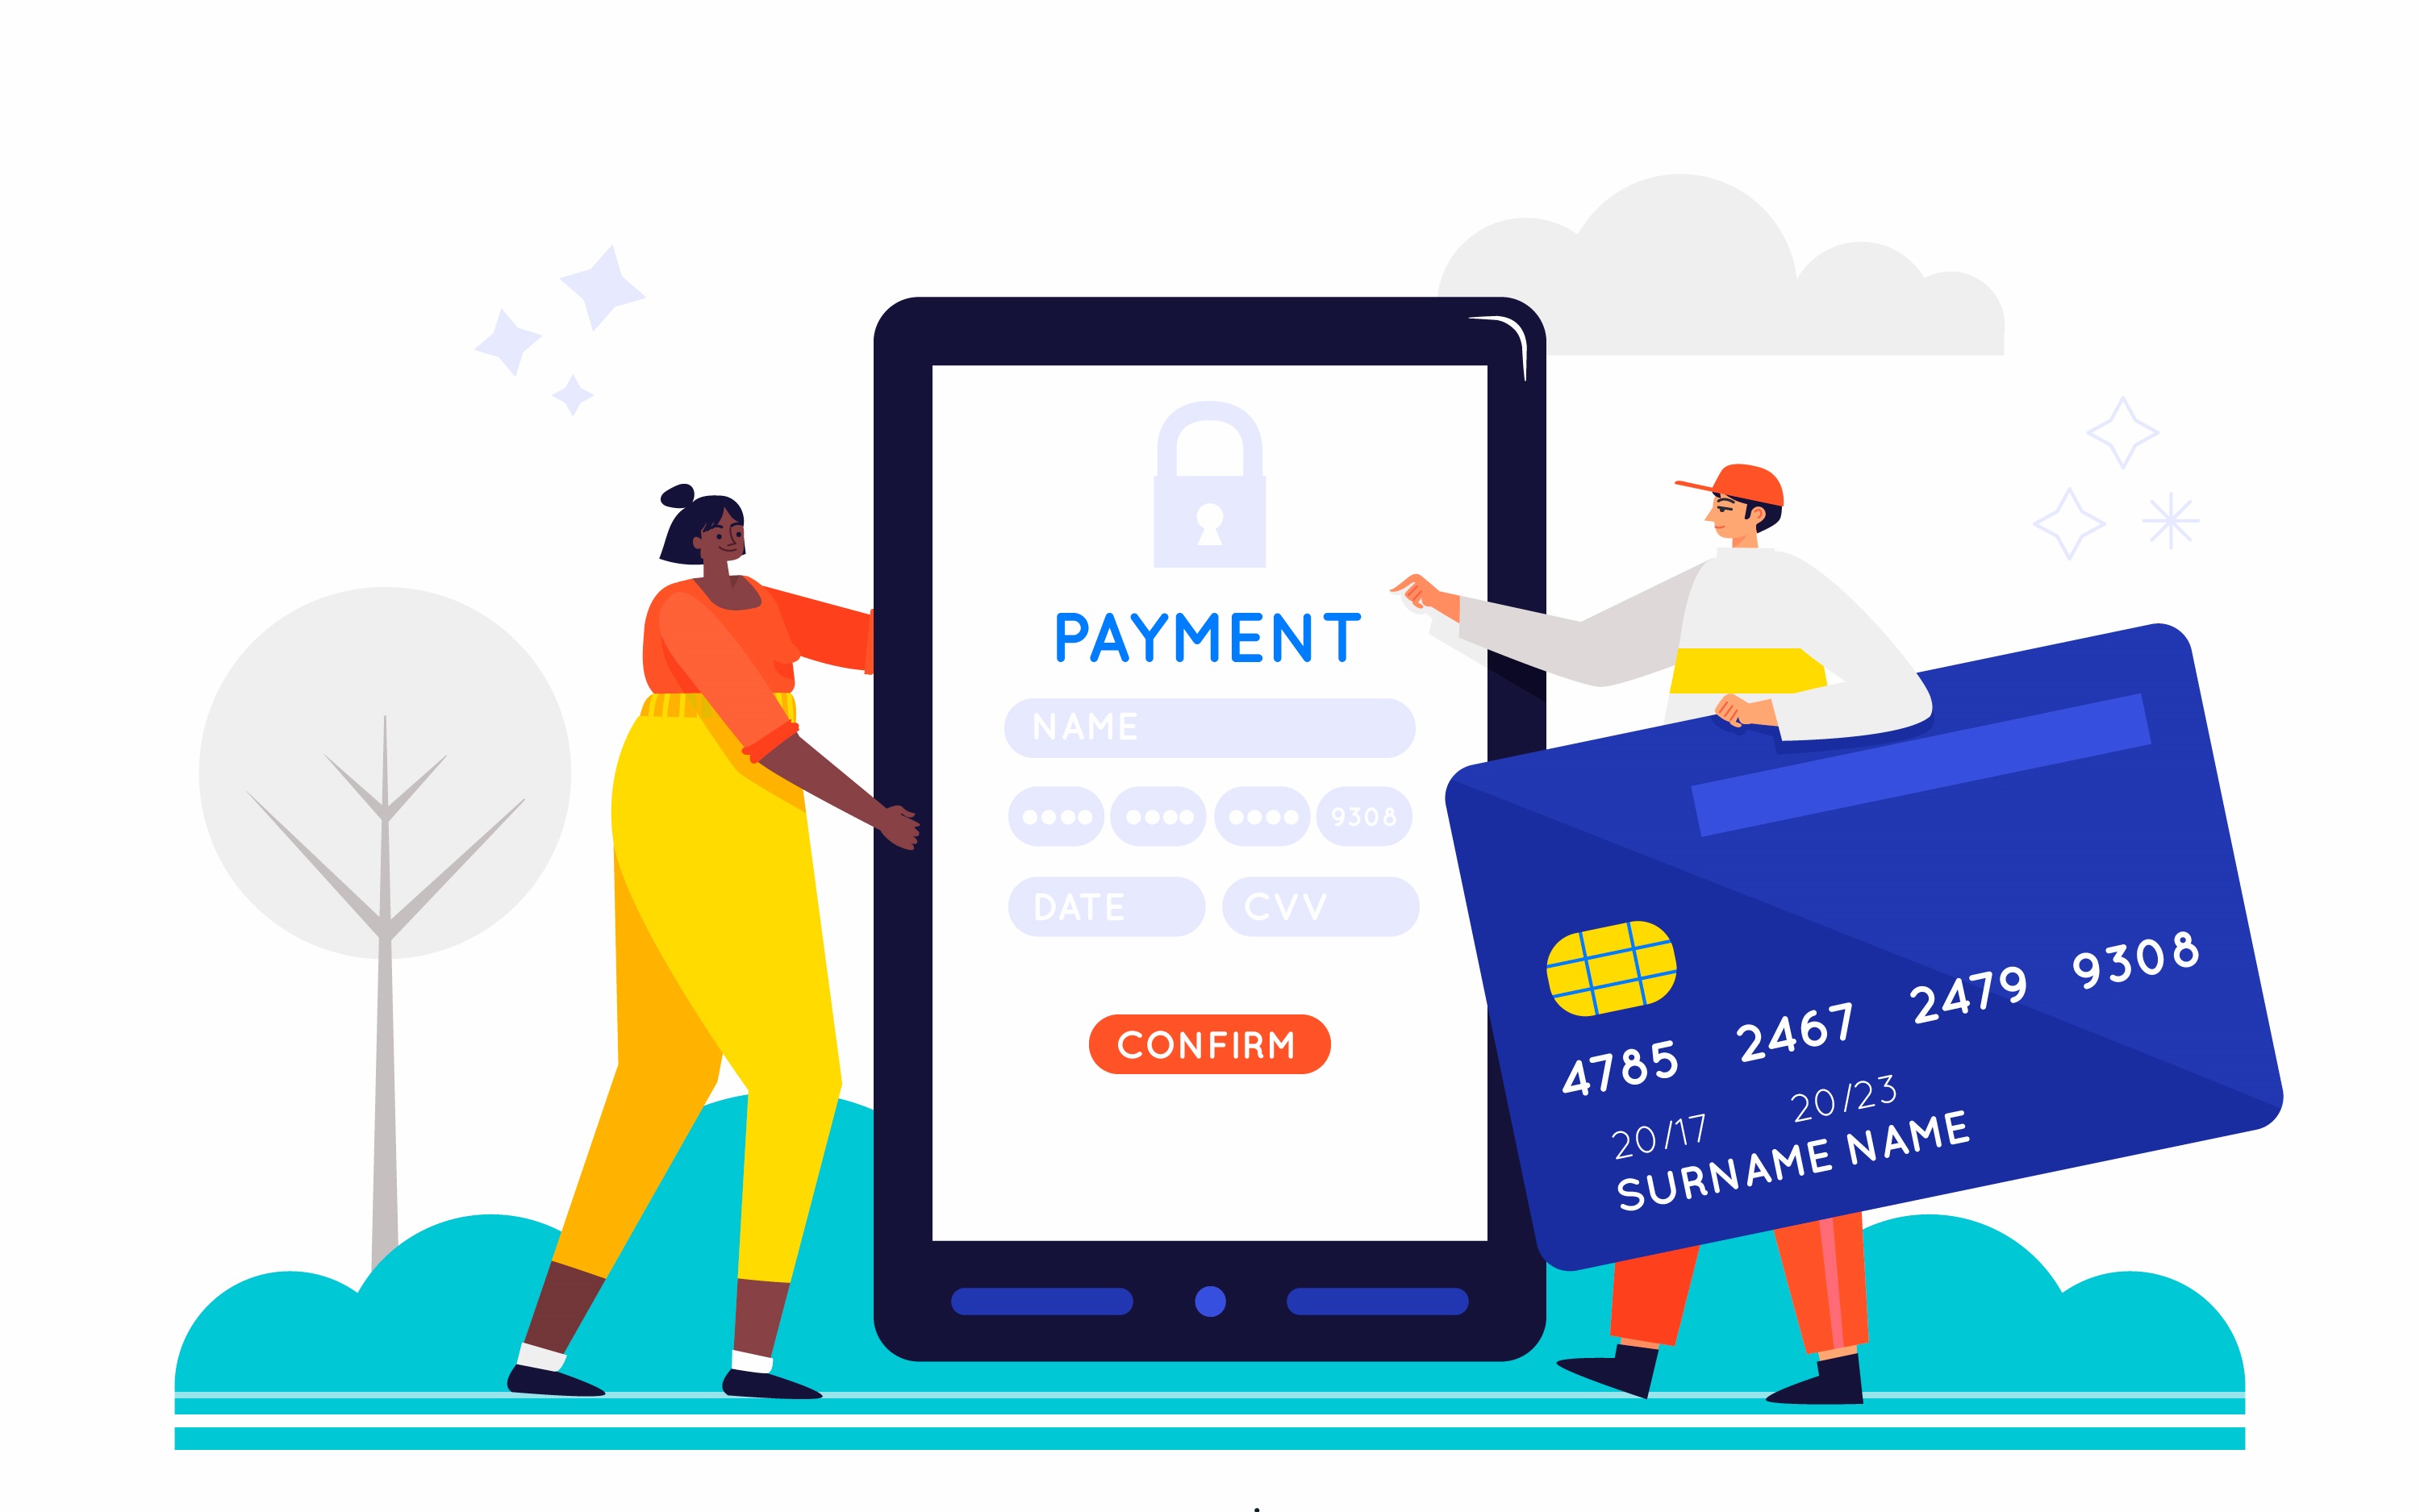 PAYMENT
NAME
•••• •••• •••• 9308
DATE CVV
CONFIRM
4785 2467 2479 9308
20/17 20/23
SURNAME NAME